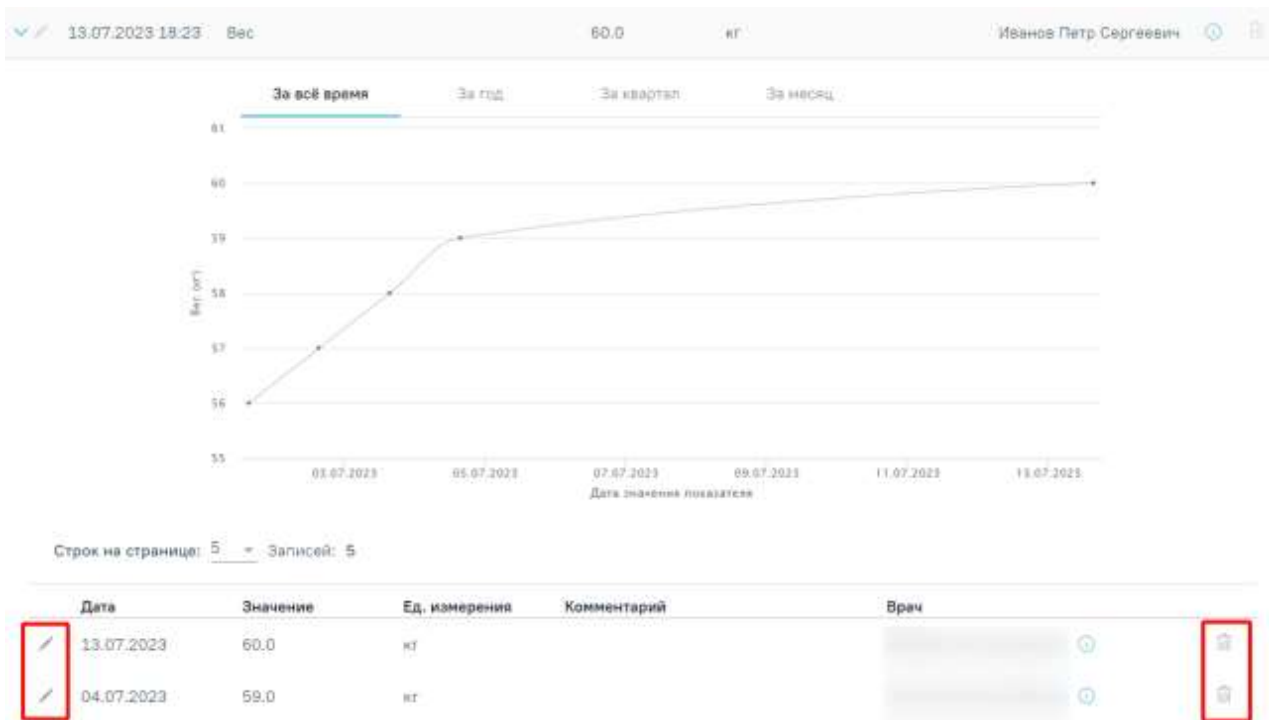 13.07.2023 18:23 Вес 60.0 кг Иванов Петр Сергеевич
За всё время За год За квартал За месяц
61
60
59
58
57
56
55
Вес (кг)
03.07.2023 05.07.2023 07.07.2023 09.07.2023 11.07.2023 13.07.2023
Дата значения показателя
Строк на странице: 5 Записей: 5
Дата Значение Ед. измерения Комментарий Врач
13.07.2023 60.0 кг
04.07.2023 59.0 кг